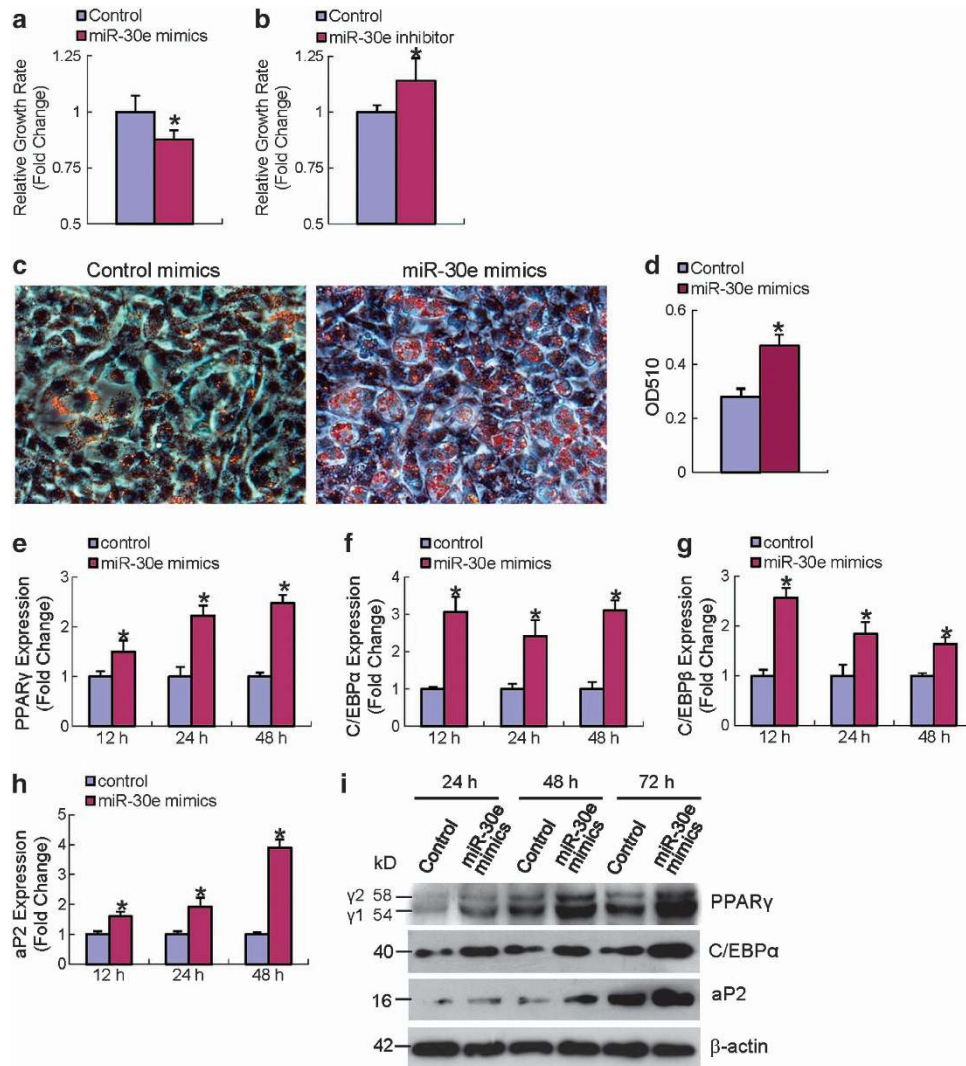 a
Control
miR-30e mimics
Relative Growth Rate
(Fold Change)
1.25
1
0.75
0.5
*
b
Control
miR-30e inhibitor
Relative Growth Rate
(Fold Change)
1.25
1
0.75
0.5
*
c
Control mimics
miR-30e mimics
d
Control
miR-30e mimics
OD510
0.6
0.4
0.2
0
*
e
control
miR-30e mimics
PPARγ Expression
(Fold Change)
3
2
1
0
* * *
12 h 24 h 48 h
f
control
miR-30e mimics
C/EBPα Expression
(Fold Change)
4
3
2
1
0
* * *
12 h 24 h 48 h
g
control
miR-30e mimics
C/EBPβ Expression
(Fold Change)
3
2
1
0
* * *
12 h 24 h 48 h
h
control
miR-30e mimics
aP2 Expression
(Fold Change)
5
4
3
2
1
0
* * *
12 h 24 h 48 h
i
24 h 48 h 72 h
Control
miR-30e
mimics
Control
miR-30e
mimics
Control
miR-30e
mimics
kD
γ2 58
γ1 54
PPARγ
40
C/EBPα
16
aP2
42
β-actin